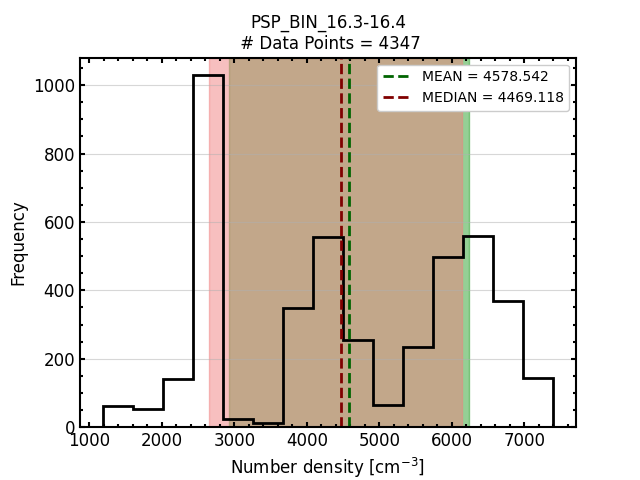 PSP_BIN_16.3-16.4
# Data Points = 4347
MEAN = 4578.542
MEDIAN = 4469.118
Frequency
1000
800
600
400
200
0
1000 2000 3000 4000 5000 6000 7000
Number density [cm⁻³]